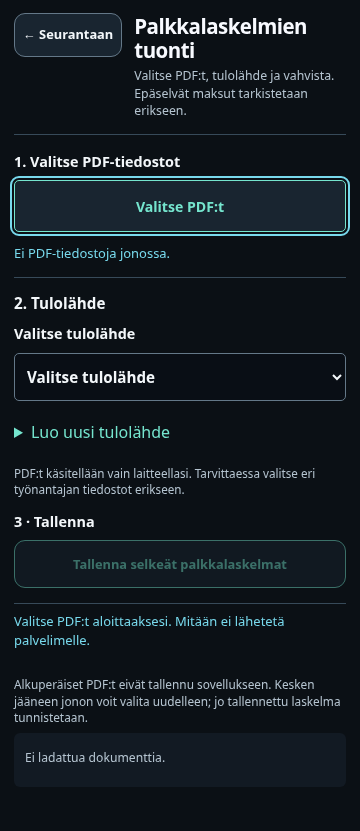 ← Seurantaan
Palkkalaskelmien
tuonti
Valitse PDF:t, tulolähde ja vahvista.
Epäselvät maksut tarkistetaan
erikseen.
1. Valitse PDF-tiedostot
Valitse PDF:t
Ei PDF-tiedostoja jonossa.
2. Tulolähde
Valitse tulolähde
Valitse tulolähde
Luo uusi tulolähde
PDF:t käsitellään vain laitteellasi. Tarvittaessa valitse eri
työnantajan tiedostot erikseen.
3 · Tallenna
Tallenna selkeät palkkalaskelmat
Valitse PDF:t aloittaaksesi. Mitään ei lähetetä
palvelimelle.
Alkuperäiset PDF:t eivät tallennu sovellukseen. Kesken
jääneen jonon voit valita uudelleen; jo tallennettu laskelma
tunnistetaan.
Ei ladattua dokumenttia.